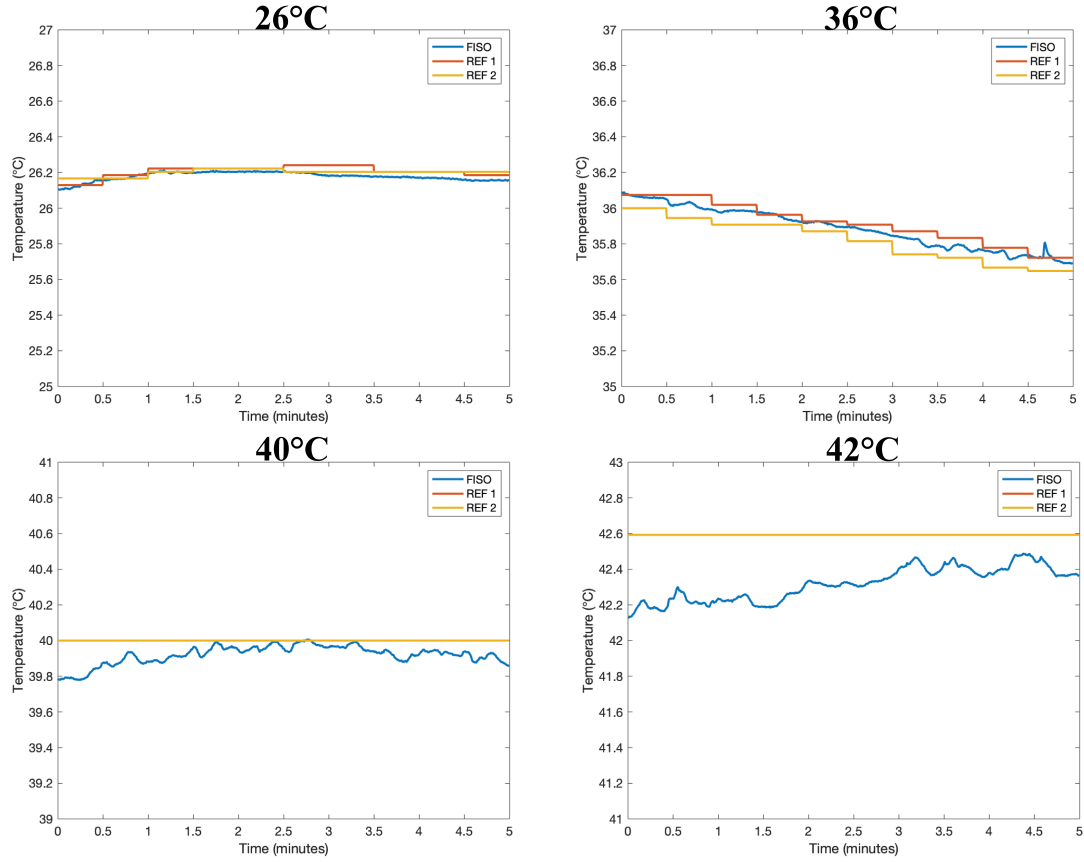 26°C
27
26.8
26.6
26.4
26.2
26
25.8
25.6
25.4
25.2
25
Temperature (°C)
0 0.5 1 1.5 2 2.5 3 3.5 4 4.5 5
Time (minutes)
FISO
REF 1
REF 2
36°C
37
36.8
36.6
36.4
36.2
36
35.8
35.6
35.4
35.2
35
Temperature (°C)
0 0.5 1 1.5 2 2.5 3 3.5 4 4.5 5
Time (minutes)
FISO
REF 1
REF 2
40°C
41
40.8
40.6
40.4
40.2
40
39.8
39.6
39.4
39.2
39
Temperature (°C)
0 0.5 1 1.5 2 2.5 3 3.5 4 4.5 5
Time (minutes)
FISO
REF 1
REF 2
42°C
43
42.8
42.6
42.4
42.2
42
41.8
41.6
41.4
41.2
41
Temperature (°C)
0 0.5 1 1.5 2 2.5 3 3.5 4 4.5 5
Time (minutes)
FISO
REF 1
REF 2